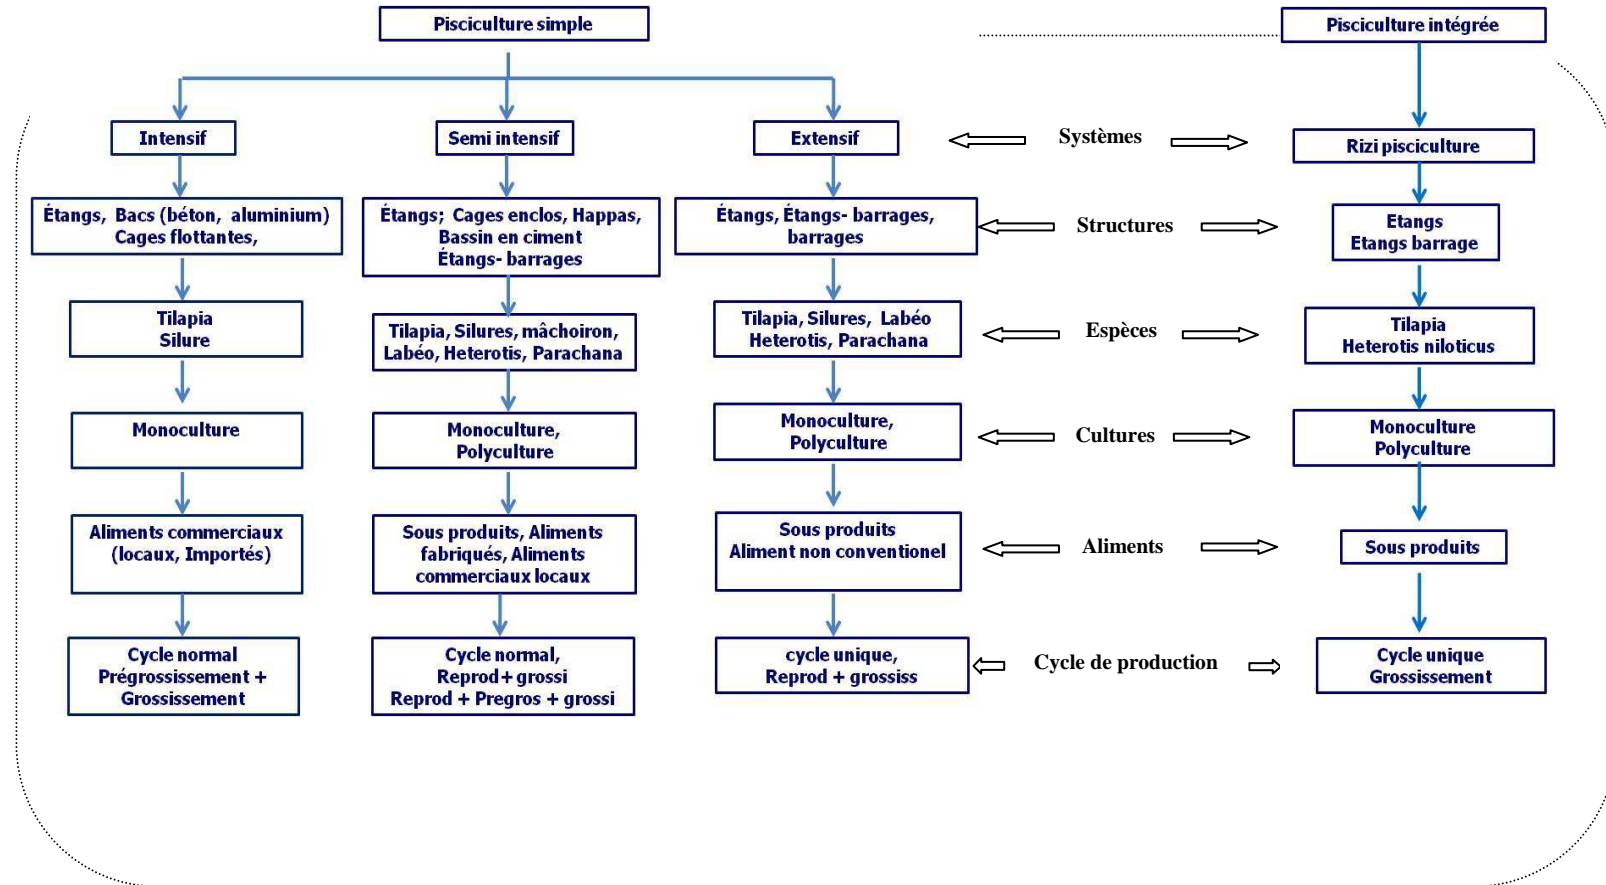 Pisciculture simple
Pisciculture intégrée
Intensif
Semi intensif
Extensif
Systèmes
Rizi pisciculture
Étangs, Bacs (béton, aluminium)
Cages flottantes,
Étangs; Cages enclos, Happas,
Bassin en ciment
Étangs- barrages
Étangs, Étangs- barrages,
barrages
Structures
Etangs
Etangs barrage
Tilapia
Silure
Tilapia, Silures, mâchoiron,
Labéo, Heterotis, Parachana
Tilapia, Silures, Labéo
Heterotis, Parachana
Espèces
Tilapia
Heterotis niloticus
Monoculture
Monoculture,
Polyculture
Monoculture,
Polyculture
Cultures
Monoculture
Polyculture
Aliments commerciaux
(locaux, Importés)
Sous produits, Aliments
fabriqués, Aliments
commerciaux locaux
Sous produits
Aliment non conventionel
Aliments
Sous produits
Cycle normal
Prégrossissement +
Grossissement
Cycle normal,
Reprod+ grossi
Reprod + Pregros + grossi
cycle unique,
Reprod + grossiss
Cycle de production
Cycle unique
Grossissement